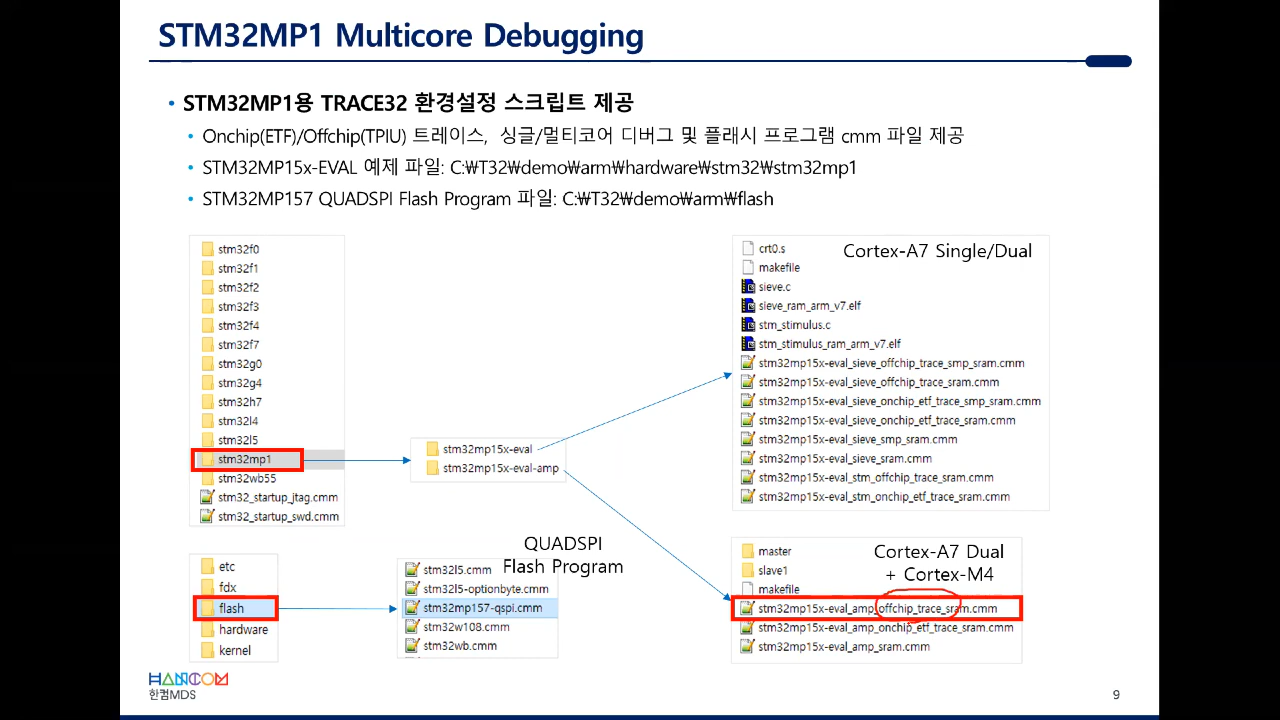 STM32MP1 Multicore Debugging
• STM32MP1용 TRACE32 환경설정 스크립트 제공
• Onchip(ETF)/Offchip(TPIU) 트레이스, 싱글/멀티코어 디버그 및 플래시 프로그램 cmm 파일 제공
• STM32MP15x-EVAL 예제 파일: C:₩T32₩demo₩arm₩hardware₩stm32₩stm32mp1
• STM32MP157 QUADSPI Flash Program 파일: C:₩T32₩demo₩arm₩flash
stm32f0
stm32f1
stm32f2
stm32f3
stm32f4
stm32f7
stm32g0
stm32g4
stm32h7
stm32l4
stm32l5
stm32mp1
stm32wb55
stm32_startup_jtag.cmm
stm32_startup_swd.cmm
stm32mp15x-eval
stm32mp15x-eval-amp
Cortex-A7 Single/Dual
crt0.s
makefile
sieve.c
sieve_ram_arm_v7.elf
stm_stimulus.c
stm_stimulus_ram_arm_v7.elf
stm32mp15x-eval_sieve_offchip_trace_smp_sram.cmm
stm32mp15x-eval_sieve_offchip_trace_sram.cmm
stm32mp15x-eval_sieve_onchip_etf_trace_smp_sram.cmm
stm32mp15x-eval_sieve_onchip_etf_trace_sram.cmm
stm32mp15x-eval_sieve_smp_sram.cmm
stm32mp15x-eval_sieve_sram.cmm
stm32mp15x-eval_stm_offchip_trace_sram.cmm
stm32mp15x-eval_stm_onchip_etf_trace_sram.cmm
etc
fdx
flash
hardware
kernel
QUADSPI
Flash Program
stm32l5.cmm
stm32l5-optionbyte.cmm
stm32mp157-qspi.cmm
stm32w108.cmm
stm32wb.cmm
Cortex-A7 Dual
+ Cortex-M4
master
slave1
makefile
stm32mp15x-eval_amp_offchip_trace_sram.cmm
stm32mp15x-eval_amp_onchip_etf_trace_sram.cmm
stm32mp15x-eval_amp_sram.cmm
HANCOM
한컴MDS
9